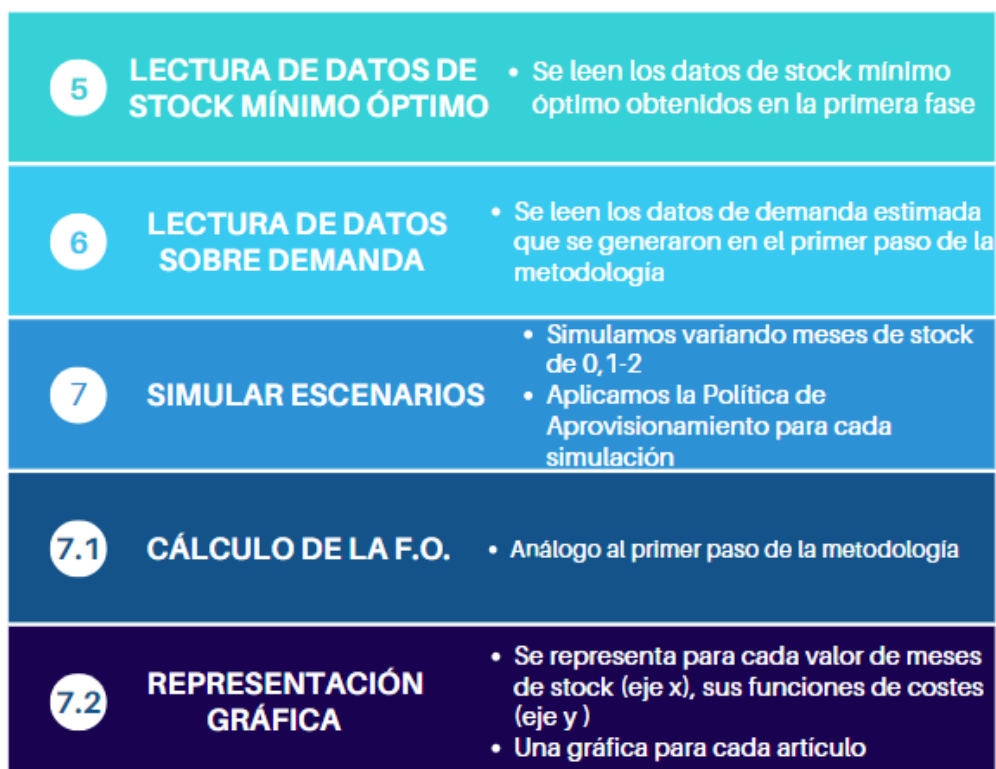 5
LECTURA DE DATOS DE
STOCK MÍNIMO ÓPTIMO
• Se leen los datos de stock mínimo
óptimo obtenidos en la primera fase
6
LECTURA DE DATOS
SOBRE DEMANDA
• Se leen los datos de demanda estimada
que se generaron en el primer paso de la
metodología
7
SIMULAR ESCENARIOS
• Simulamos variando meses de stock
de 0,1-2
• Aplicamos la Política de
Aprovisionamiento para cada
simulación
7.1
CÁLCULO DE LA F.O.
• Análogo al primer paso de la metodología
7.2
REPRESENTACIÓN
GRÁFICA
• Se representa para cada valor de meses
de stock (eje x), sus funciones de costes
(eje y )
• Una gráfica para cada artículo